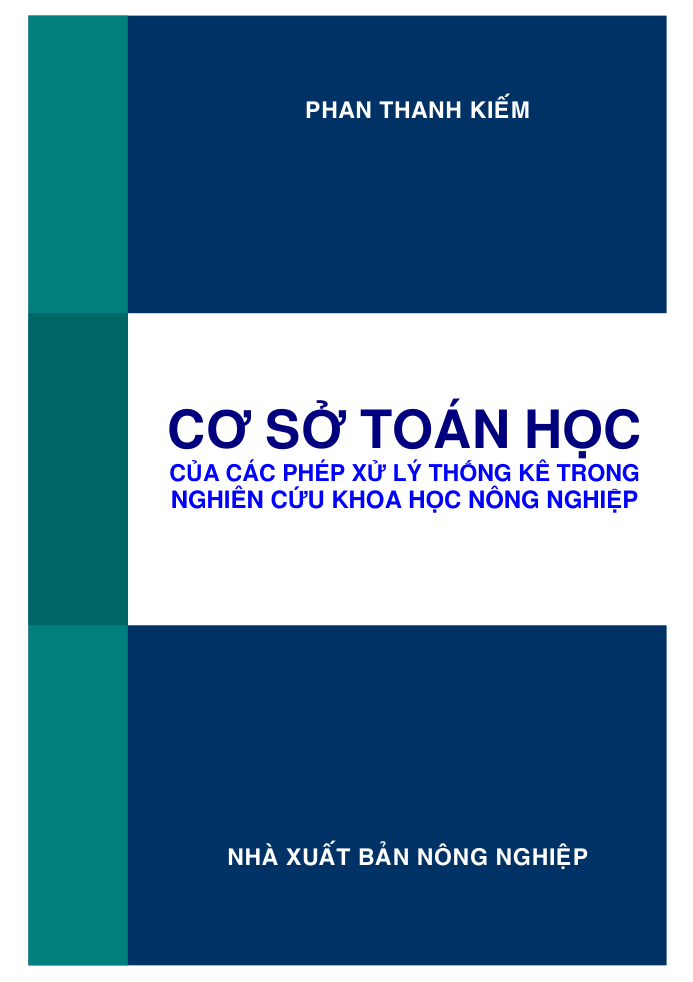 PHAN THANH KIẾM
CƠ SỞ TOÁN HỌC
CỦA CÁC PHÉP XỬ LÝ THỐNG KÊ TRONG
NGHIÊN CỨU KHOA HỌC NÔNG NGHIỆP
NHÀ XUẤT BẢN NÔNG NGHIỆP